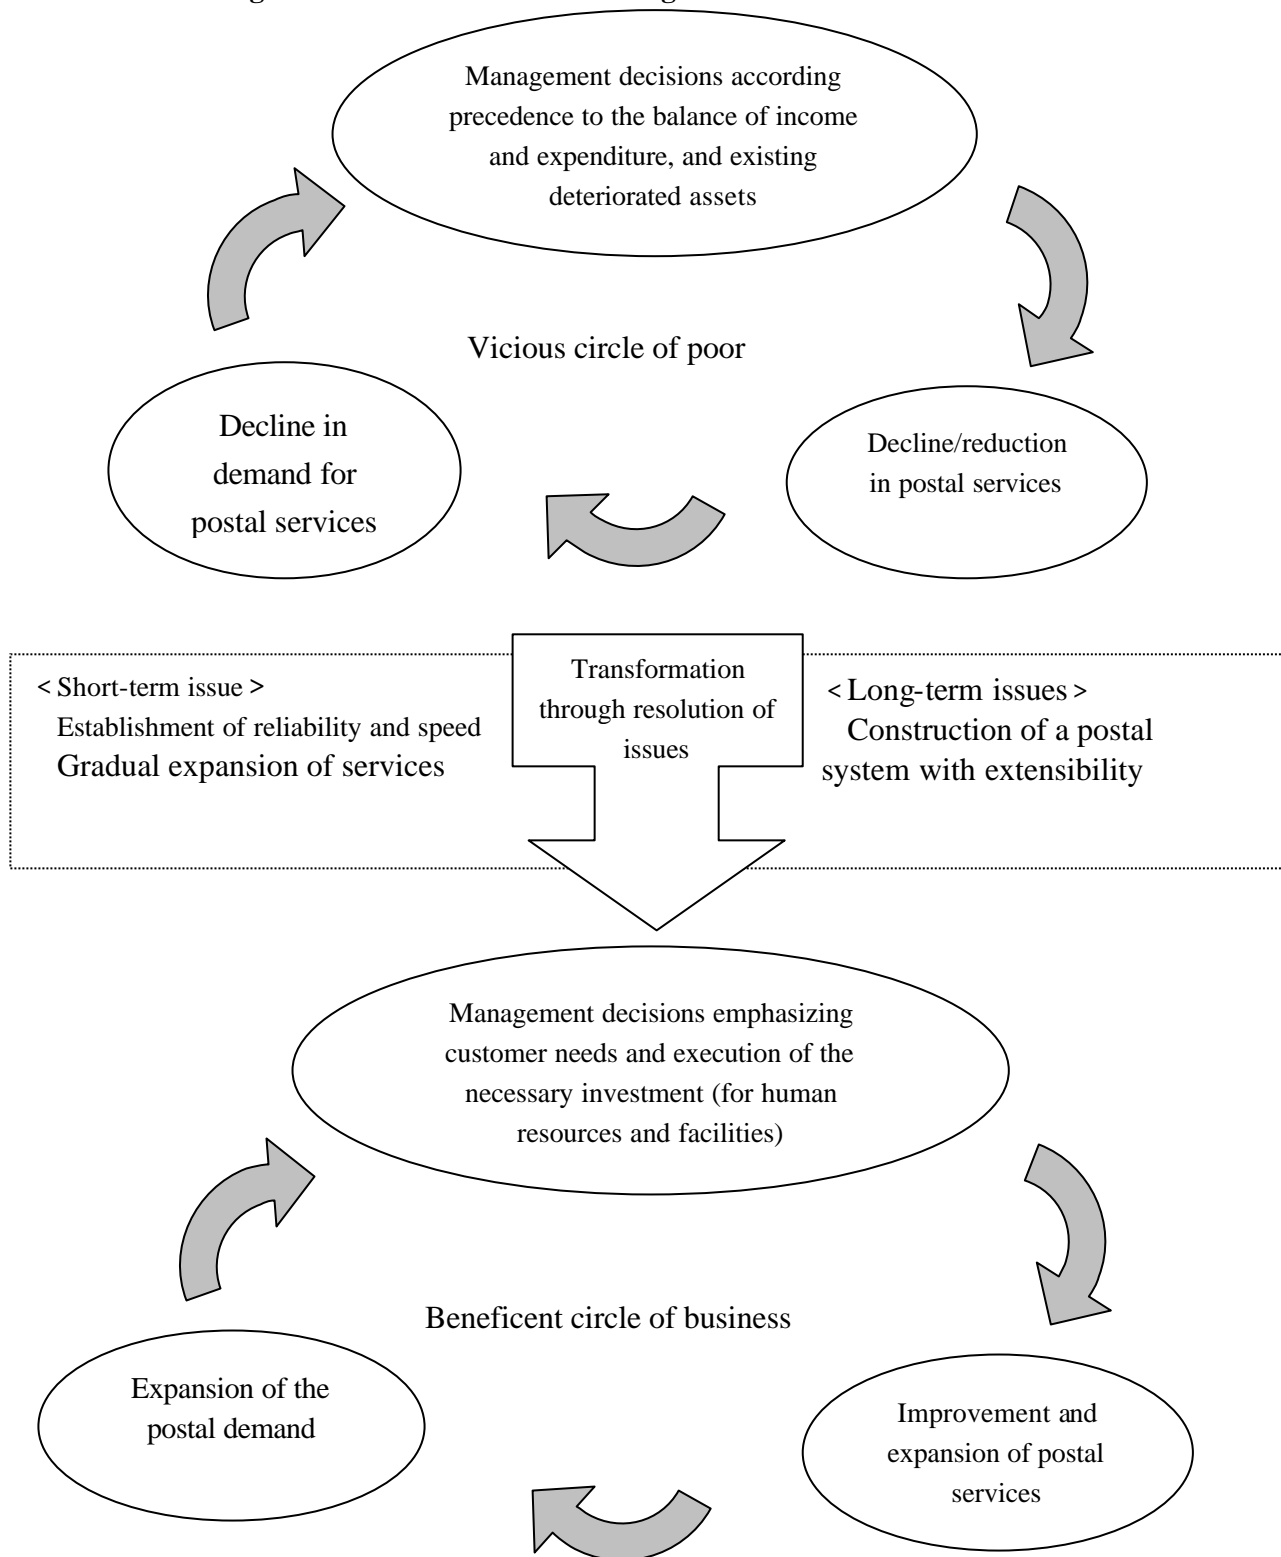 Management decisions according
precedence to the balance of income
and expenditure, and existing
deteriorated assets
Vicious circle of poor
Decline in
demand for
postal services
Decline/reduction
in postal services
Transformation
through resolution of
issues
<Short-term issue>
Establishment of reliability and speed
Gradual expansion of services
<Long-term issues>
Construction of a postal
system with extensibility
Management decisions emphasizing
customer needs and execution of the
necessary investment (for human
resources and facilities)
Beneficent circle of business
Expansion of the
postal demand
Improvement and
expansion of postal
services